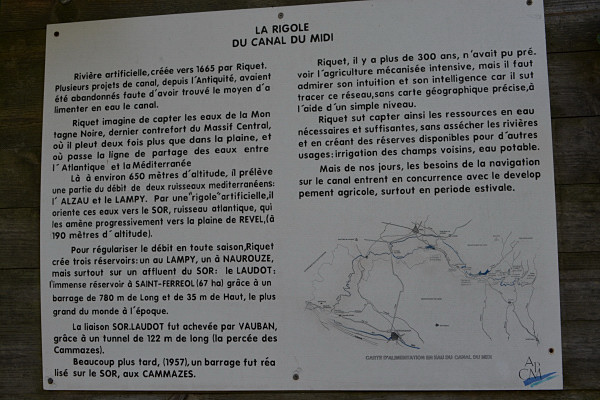 LA RIGOLE
DU CANAL DU MIDI
Rivière artificielle,créée vers 1665 par Riquet.
Plusieurs projets de canal, depuis l'Antiquité, avaient
été abandonnés faute d'avoir trouvé le moyen d'a
limenter en eau le canal.
Riquet imagine de capter les eaux de la Mon
tagne Noire, dernier contrefort du Massif Central,
où il pleut deux fois plus que dans la plaine, et
où passe la ligne de partage des eaux entre
l'Atlantique et la Méditerranée
Là à environ 650 mètres d'altitude, il prélève
une partie du débit de deux ruisseaux mediterranéens:
l' ALZAU et le LAMPY. Par une"rigole"artificielle,il
oriente ces eaux vers le SOR, ruisseau atlantique, qui
les amène progressivement vers la plaine de REVEL,(à
190 mètres d'altitude).
Pour régulariser le débit en toute saison,Riquet
crée trois réservoirs: un au LAMPY, un à NAUROUZE,
mais surtout sur un affluent du SOR: le LAUDOT:
l'immense réservoir à SAINT-FERREOL (67 ha) grâce à un
barrage de 780 m de Long et de 35 m de Haut, le plus
grand du monde à l'époque.
La liaison SOR.LAUDOT fut achevée par VAUBAN,
grâce à un tunnel de 122 m de long (la percée des
Cammazes).
Beaucoup plus tard, (1957), un barrage fut réa
lisé sur le SOR, aux CAMMAZES.
Riquet, il y a plus de 300 ans, n'avait pu pré.
voir l'agriculture mécanisée intensive, mais il faut
admirer son intuition et son intelligence car il sut
tracer ce réseau,sans carte géographique précise,à
l'aide d'un simple niveau.
Riquet sut capter ainsi les ressources en eau
nécessaires et suffisantes, sans assécher les rivières
et en créant des réserves disponibles pour d'autres
usages: irrigation des champs voisins, eau potable.
Mais de nos jours, les besoins de la navigation
sur le canal entrent en concurrence avec le develop
pement agricole, surtout en periode estivale.
CARTE D'ALIMENTATION EN EAU DU CANAL DU MIDI